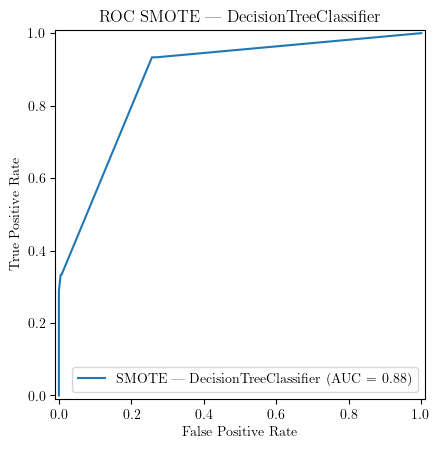 ROC SMOTE — DecisionTreeClassifier
1.0
0.8
0.6
0.4
0.2
0.0
True Positive Rate
SMOTE — DecisionTreeClassifier (AUC = 0.88)
0.0 0.2 0.4 0.6 0.8 1.0
False Positive Rate